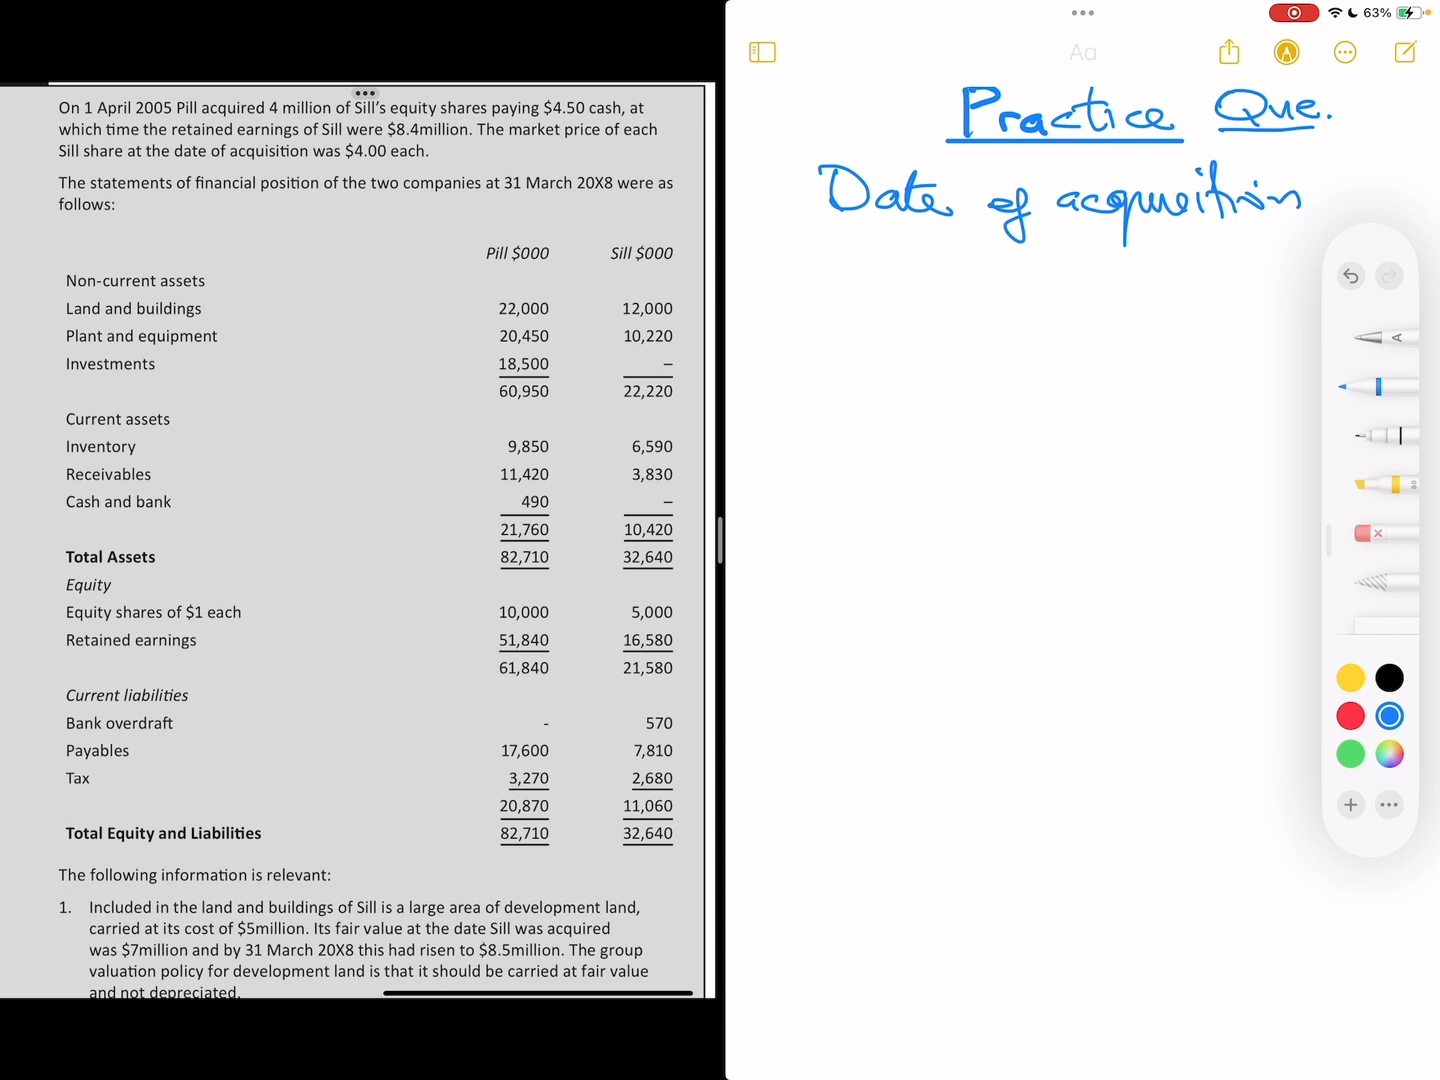 63%
Aa
On 1 April 2005 Pill acquired 4 million of Sill's equity shares paying $4.50 cash, at
which time the retained earnings of Sill were $8.4million. The market price of each
Sill share at the date of acquisition was $4.00 each.
The statements of financial position of the two companies at 31 March 20X8 were as
follows:
Pill $000 Sill $000
Non-current assets
Land and buildings 22,000 12,000
Plant and equipment 20,450 10,220
Investments 18,500 –
60,950 22,220
Current assets
Inventory 9,850 6,590
Receivables 11,420 3,830
Cash and bank 490 –
21,760 10,420
Total Assets 82,710 32,640
Equity
Equity shares of $1 each 10,000 5,000
Retained earnings 51,840 16,580
61,840 21,580
Current liabilities
Bank overdraft - 570
Payables 17,600 7,810
Tax 3,270 2,680
20,870 11,060
Total Equity and Liabilities 82,710 32,640
The following information is relevant:
1. Included in the land and buildings of Sill is a large area of development land,
carried at its cost of $5million. Its fair value at the date Sill was acquired
was $7million and by 31 March 20X8 this had risen to $8.5million. The group
valuation policy for development land is that it should be carried at fair value
and not depreciated.
Practice Que.
Date of acquisition
A
80